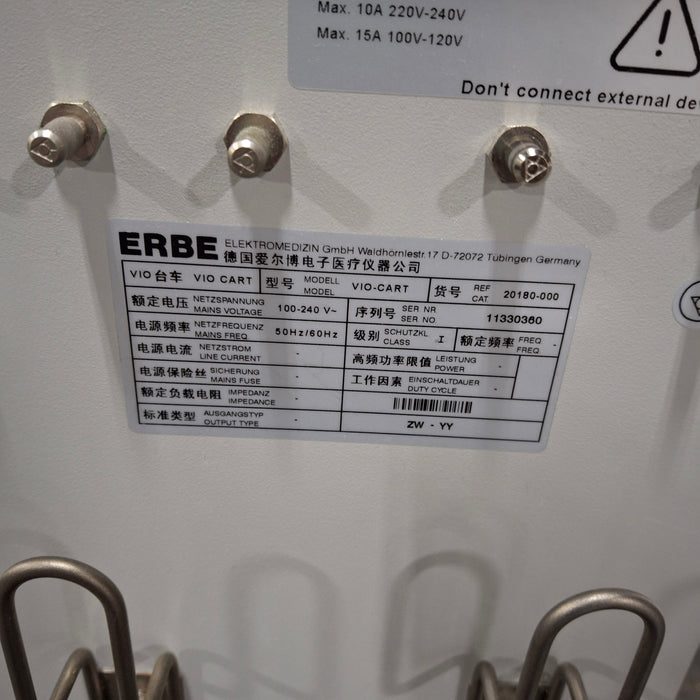 Max. 10A 220V-240V
Max. 15A 100V-120V
Don't connect external de
ERBE ELEKTROMEDIZIN GmbH Waldhörnlestr.17 D-72072 Tübingen Germany
德国爱尔博电子医疗仪器公司
VIO台车 VIO CART 型号 MODELL MODEL VIO-CART 货号 REF CAT. 20180-000
额定电压 NETZSPANNUNG MAINS VOLTAGE 100-240 V~ 序列号 SER NR SER NO. 11330360
电源频率 NETZFREQUENZ MAINS FREQ. 50Hz/60Hz 级别 SCHUTZKL CLASS I 额定频率 FREQ FREQ. -
电源电流 NETZSTROM LINE CURRENT - 高频功率限值 LEISTUNG POWER -
电源保险丝 SICHERUNG MAINS FUSE - 工作因素 EINSCHALTDAUER DUTY CYCLE -
额定负载电阻 IMPEDANZ IMPEDANCE -
标准类型 AUSGANGSTYP OUTPUT TYPE - ZW - YY